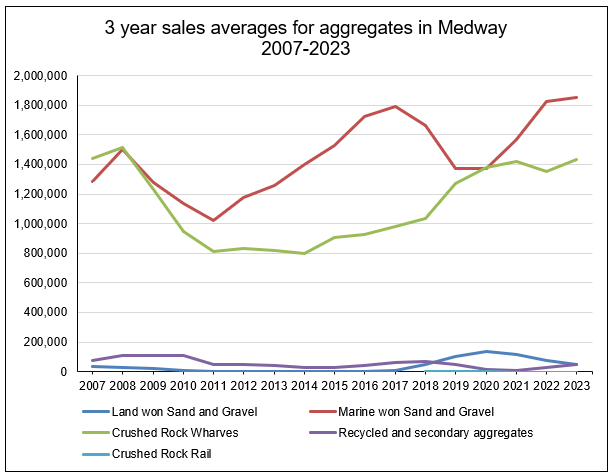 3 year sales averages for aggregates in Medway
2007-2023
2,000,000
1,800,000
1,600,000
1,400,000
1,200,000
1,000,000
800,000
600,000
400,000
200,000
0
2007 2008 2009 2010 2011 2012 2013 2014 2015 2016 2017 2018 2019 2020 2021 2022 2023
Land won Sand and Gravel Marine won Sand and Gravel
Crushed Rock Wharves Recycled and secondary aggregates
Crushed Rock Rail